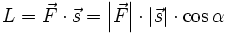 L = F⃗ · s⃗ = |F⃗| · |s⃗| · cos α